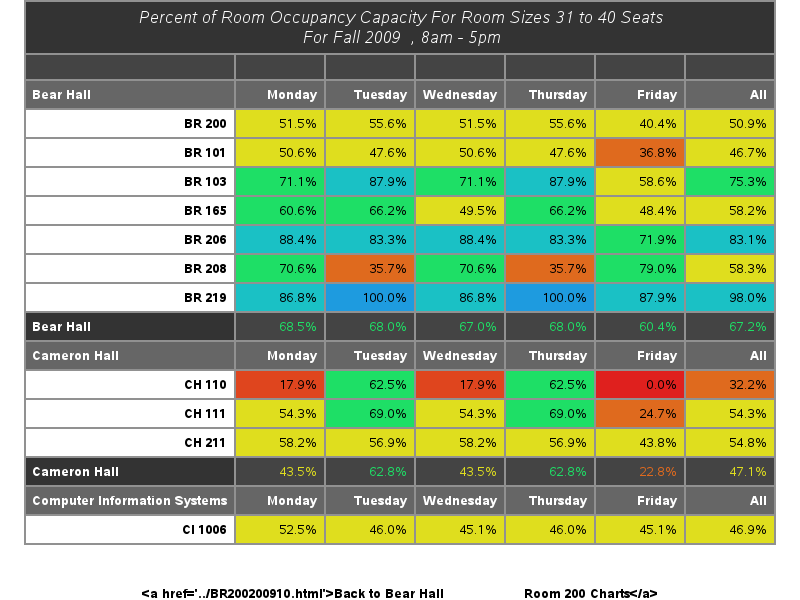 Percent of Room Occupancy Capacity For Room Sizes 31 to 40 Seats
For Fall 2009 , 8am - 5pm
Bear Hall Monday Tuesday Wednesday Thursday Friday All
BR 200 51.5% 55.6% 51.5% 55.6% 40.4% 50.9%
BR 101 50.6% 47.6% 50.6% 47.6% 36.8% 46.7%
BR 103 71.1% 87.9% 71.1% 87.9% 58.6% 75.3%
BR 165 60.6% 66.2% 49.5% 66.2% 48.4% 58.2%
BR 206 88.4% 83.3% 88.4% 83.3% 71.9% 83.1%
BR 208 70.6% 35.7% 70.6% 35.7% 79.0% 58.3%
BR 219 86.8% 100.0% 86.8% 100.0% 87.9% 98.0%
Bear Hall 68.5% 68.0% 67.0% 68.0% 60.4% 67.2%
Cameron Hall Monday Tuesday Wednesday Thursday Friday All
CH 110 17.9% 62.5% 17.9% 62.5% 0.0% 32.2%
CH 111 54.3% 69.0% 54.3% 69.0% 24.7% 54.3%
CH 211 58.2% 56.9% 58.2% 56.9% 43.8% 54.8%
Cameron Hall 43.5% 62.8% 43.5% 62.8% 22.8% 47.1%
Computer Information Systems Monday Tuesday Wednesday Thursday Friday All
CI 1006 52.5% 46.0% 45.1% 46.0% 45.1% 46.9%
<a href='../BR200200910.html'>Back to Bear Hall Room 200 Charts</a>